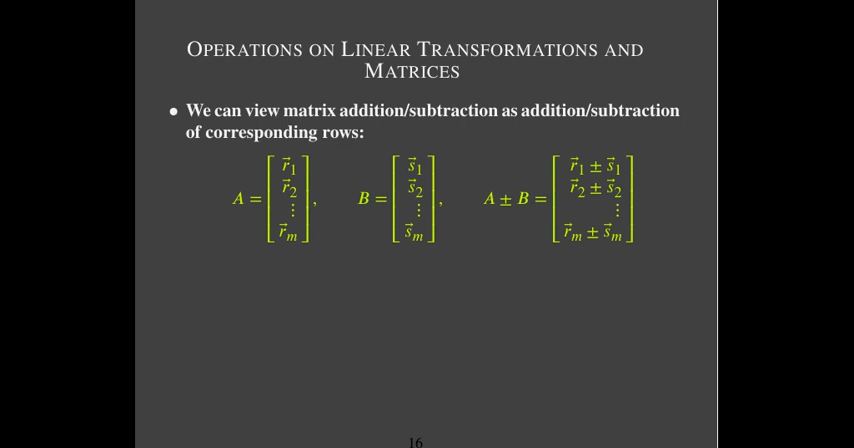 OPERATIONS ON LINEAR TRANSFORMATIONS AND
MATRICES
• We can view matrix addition/subtraction as addition/subtraction
of corresponding rows:
A = [ r⃗₁ r⃗₂ ⋮ r⃗ₘ ], B = [ s⃗₁ s⃗₂ ⋮ s⃗ₘ ], A ± B = [ r⃗₁ ± s⃗₁ r⃗₂ ± s⃗₂ ⋮ r⃗ₘ ± s⃗ₘ ]
16